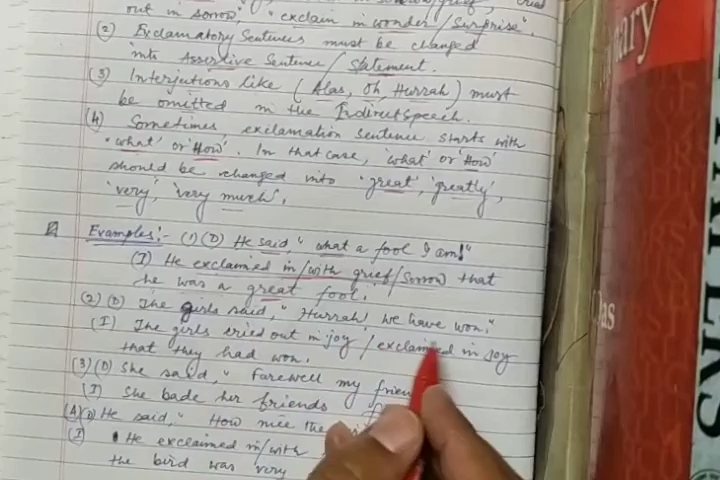 out in sorrow", "exclaim in wonder/Surprise".
(2) Exclamatory Sentences must be changed
into Assertive Sentence/Statement.
(3) Interjutions like (Alas, Oh, Hurrah) must
be omitted in the Indirect Speech.
(4) Sometimes, exclamation sentence starts with
'what' or 'How'. In that case, 'what' or 'How'
should be changed into 'great', 'greatly',
'very', 'very much'.
Examples:- (1)(D) He said, "what a fool I am!"
(I) He exclaimed in/with grief/Sorrow that
he was a great fool.
(2)(D) The girls said, "Hurrah we have won."
(I) The girls cried out in joy/exclaimed in joy
that they had won.
(3)(D) She said, "Farewell my frien
(I) She bade her friends
(4)(D) He said, "How nice the
(I) He exclaimed in/with
the bird was very